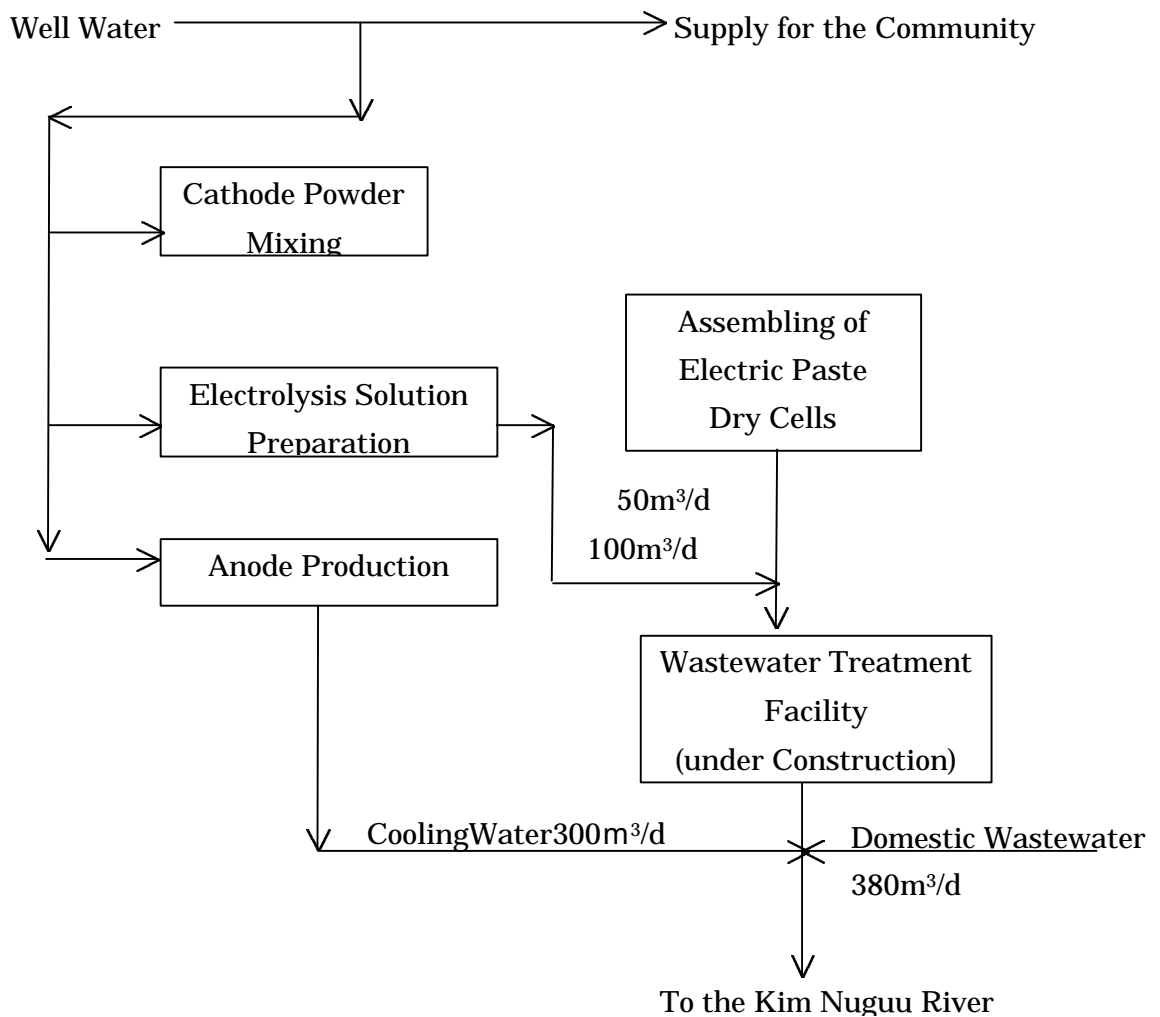 Well Water
Supply for the Community
Cathode Powder
Mixing
Assembling of
Electric Paste
Dry Cells
Electrolysis Solution
Preparation
50m³/d
100m³/d
Anode Production
Wastewater Treatment
Facility
(under Construction)
CoolingWater300m³/d
Domestic Wastewater
380m³/d
To the Kim Nuguu River